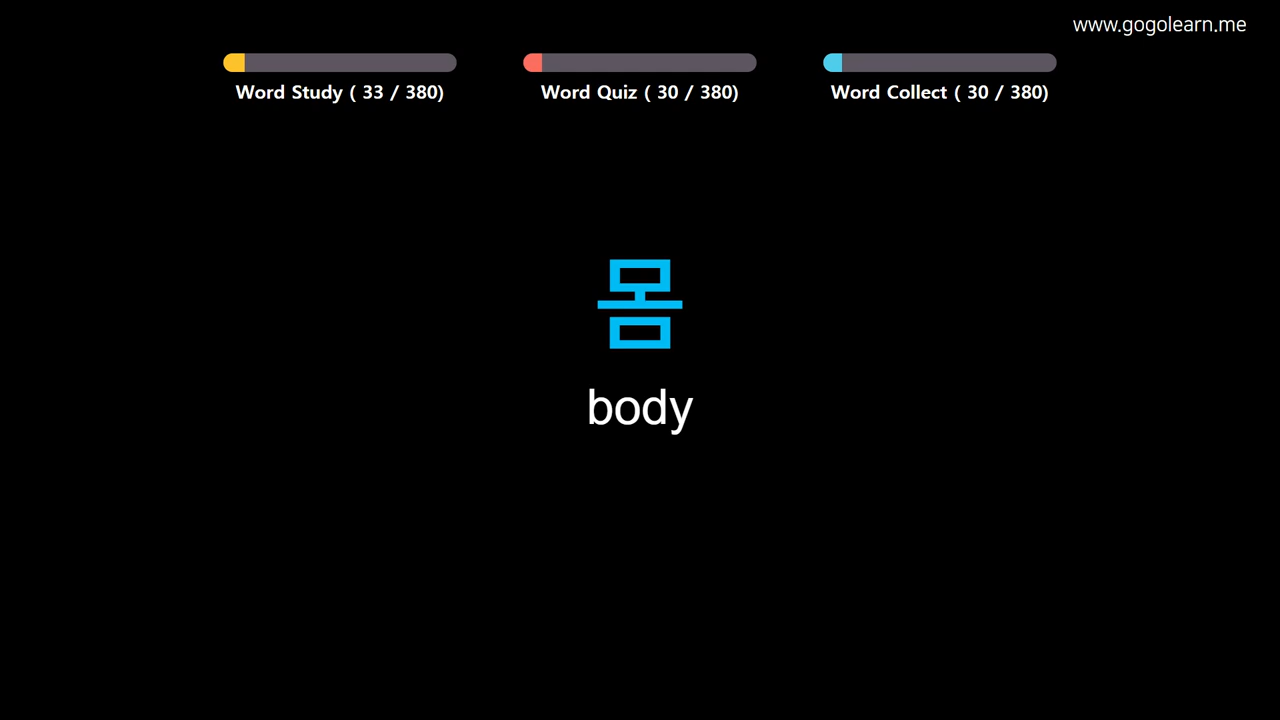 www.gogolearn.me
Word Study ( 33 / 380)
Word Quiz ( 30 / 380)
Word Collect ( 30 / 380)
몸
body